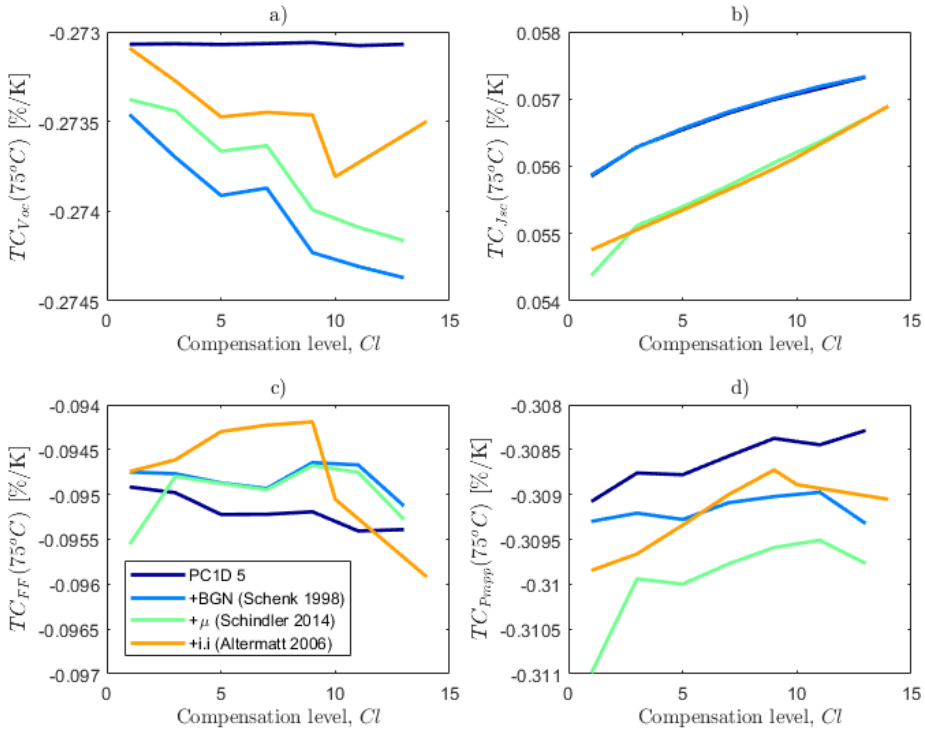 a)
-0.273
-0.2735
-0.274
-0.2745
TC_Voc(75°C) [%/K]
0 5 10 15
Compensation level, Cl
b)
0.058
0.057
0.056
0.055
0.054
TC_Jsc(75°C) [%/K]
0 5 10 15
Compensation level, Cl
c)
-0.094
-0.0945
-0.095
-0.0955
-0.096
-0.0965
-0.097
TC_FF(75°C) [%/K]
PC1D 5
+BGN (Schenk 1998)
+μ (Schindler 2014)
+i.i (Altermatt 2006)
0 5 10 15
Compensation level, Cl
d)
-0.308
-0.3085
-0.309
-0.3095
-0.31
-0.3105
-0.311
TC_Pmpp(75°C) [%/K]
0 5 10 15
Compensation level, Cl